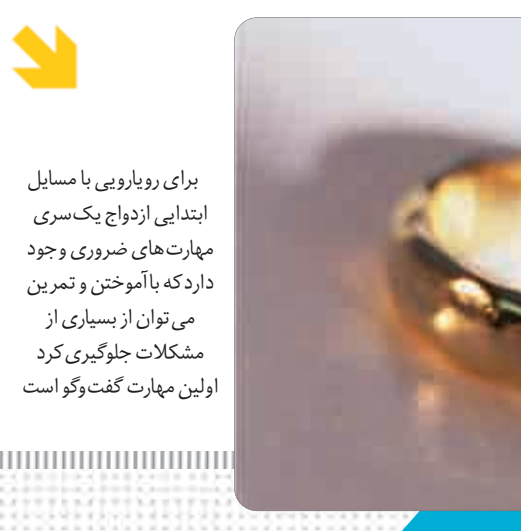 برای رویارویی با مسایل
ابتدایی ازدواج یک‌سری
مهارت‌های ضروری وجود
دارد که با آموختن و تمرین
می‌توان از بسیاری از
مشکلات جلوگیری کرد
اولین مهارت گفت‌وگو است